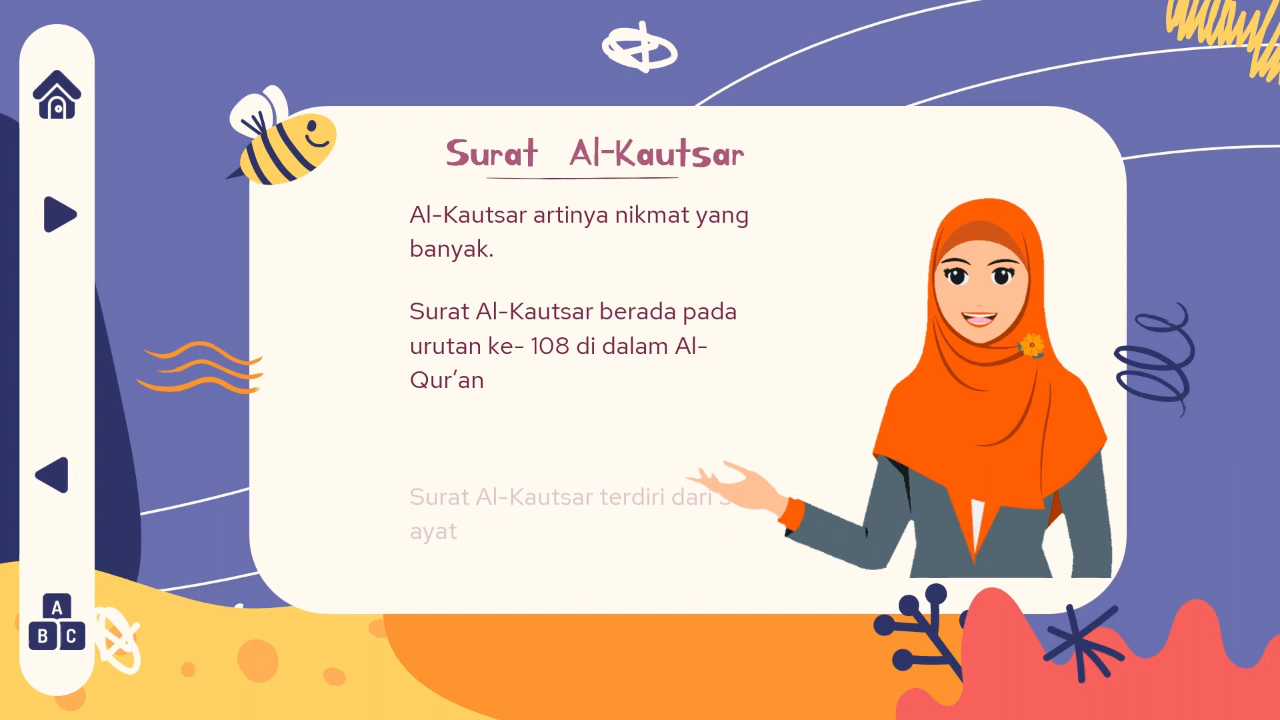 Surat Al-Kautsar
Al-Kautsar artinya nikmat yang
banyak.
Surat Al-Kautsar berada pada
urutan ke- 108 di dalam Al-
Qur’an
Surat Al-Kautsar terdiri dari
ayat
A
B C